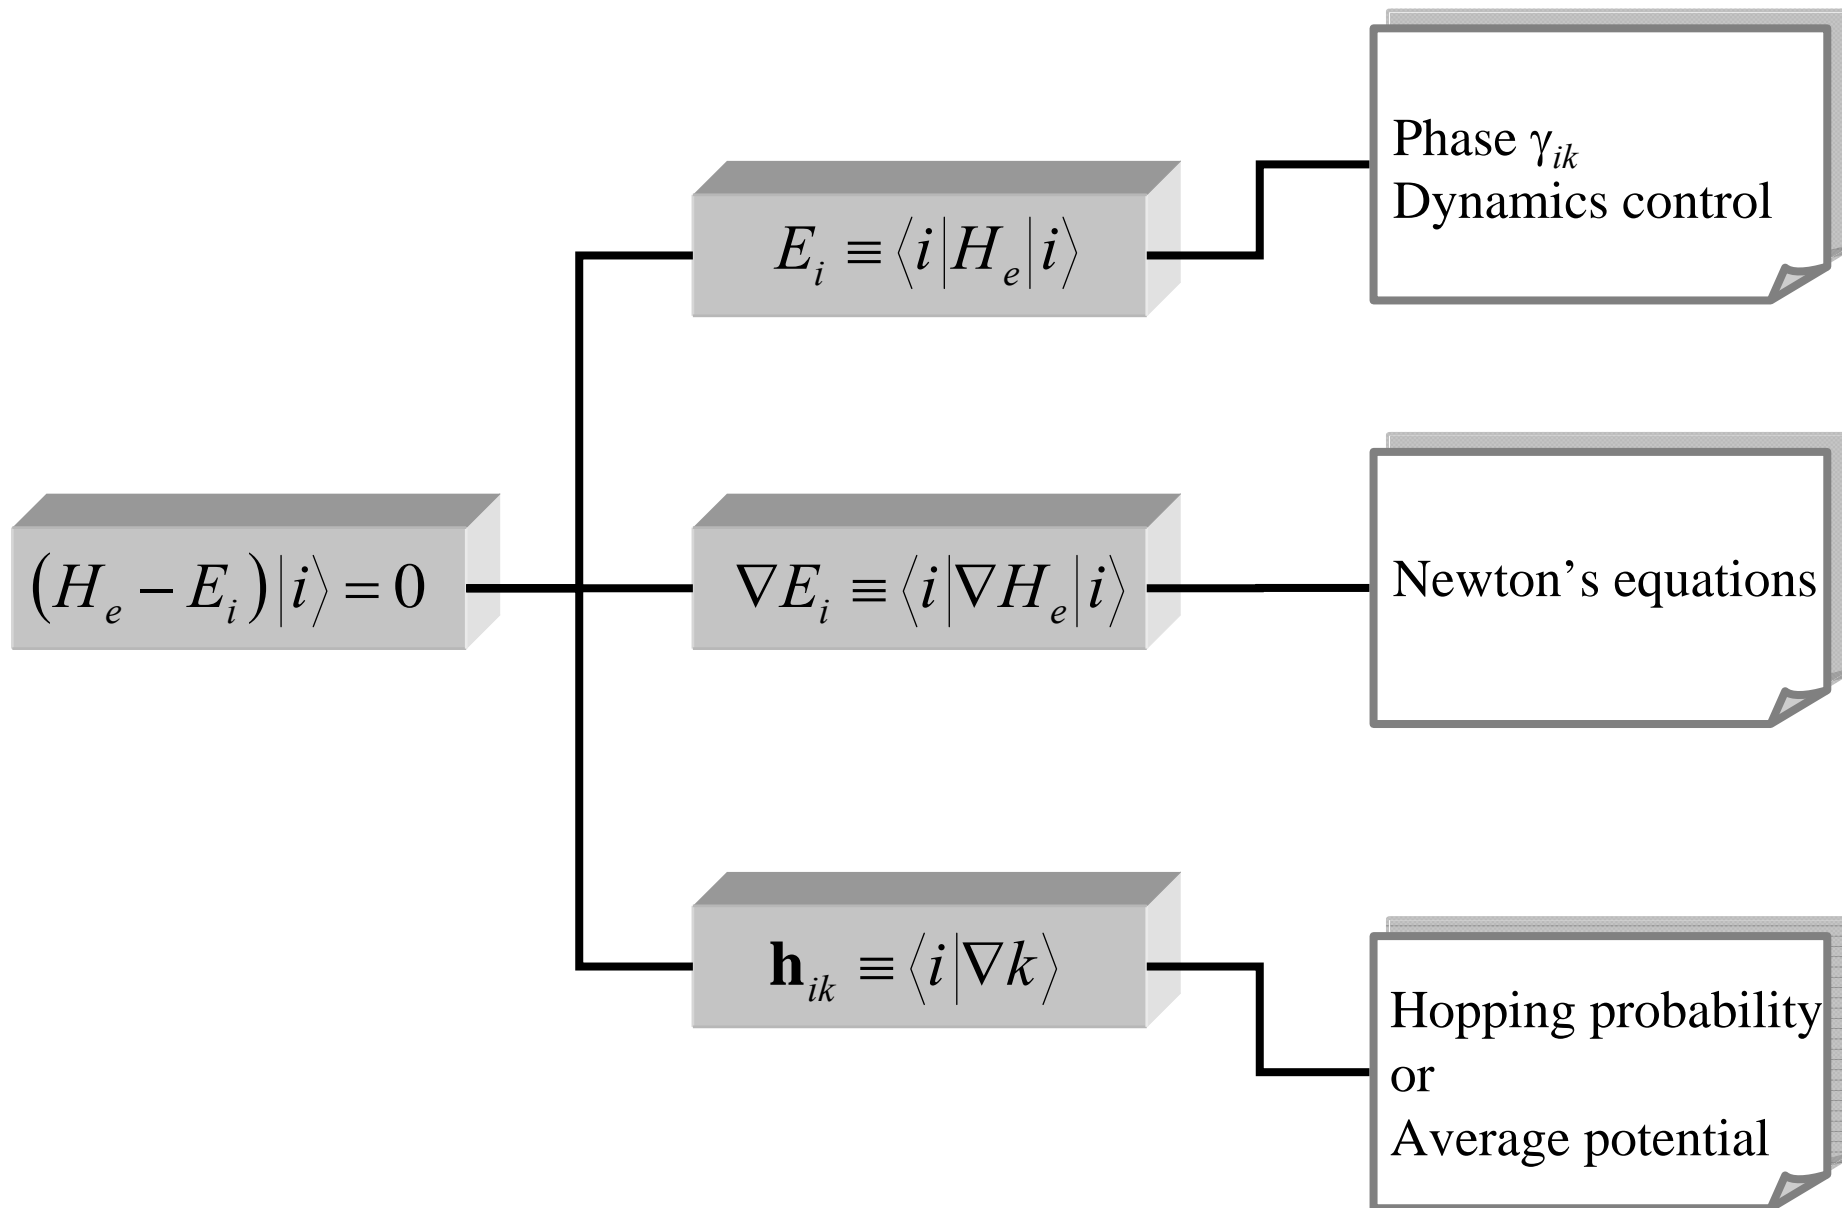 (H_e − E_i)|i⟩ = 0
E_i ≡ ⟨i|H_e|i⟩
Phase γ_ik
Dynamics control
∇E_i ≡ ⟨i|∇H_e|i⟩
Newton’s equations
𝐡_ik ≡ ⟨i|∇k⟩
Hopping probability
or
Average potential